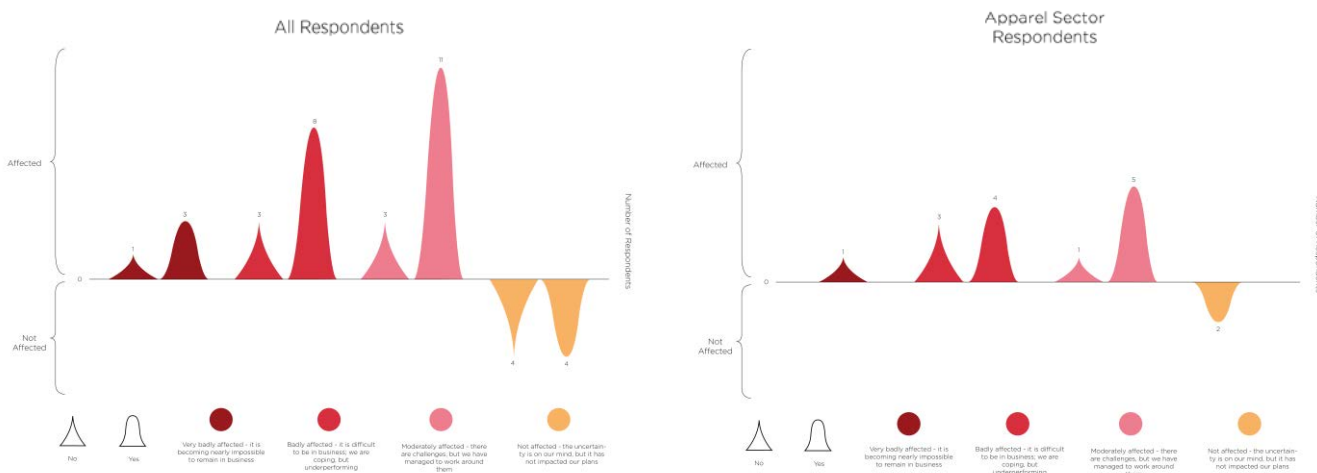 All Respondents
11
8
3
3
3
1
Affected
0
Number of Respondents
Not
Affected
4
4
No
Yes
Very badly affected - it is
becoming nearly impossible
to remain in business
Badly affected - it is difficult
to be in business; we are
coping, but
underperforming
Moderately affected - there
are challenges, but we have
managed to work around
them
Not affected - the uncertain-
ty is on our mind, but it has
not impacted our plans
Apparel Sector
Respondents
5
4
3
1
1
Affected
0
Not
Affected
2
No
Yes
Very badly affected - it is
becoming nearly impossible
to remain in business
Badly affected - it is difficult
to be in business; we are
coping, but
underperforming
Moderately affected - there
are challenges, but we have
managed to work around
Not affected - the uncertain-
ty is on our mind, but it has
not impacted our plans